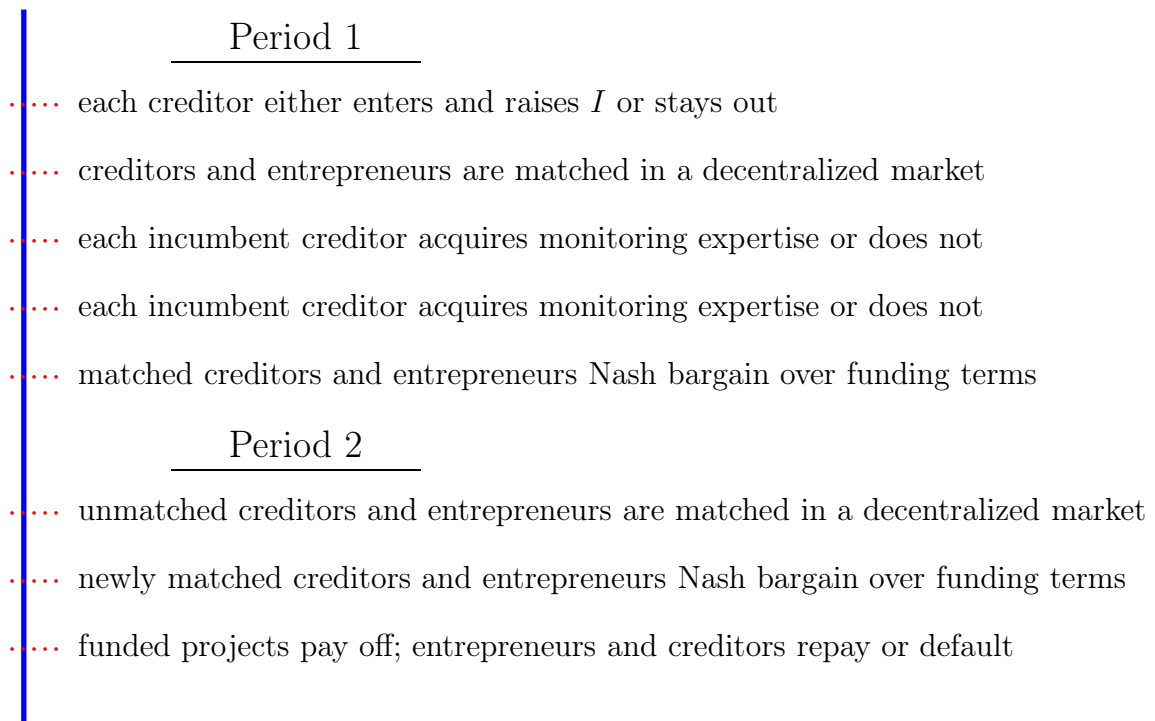 Period 1
each creditor either enters and raises I or stays out
creditors and entrepreneurs are matched in a decentralized market
each incumbent creditor acquires monitoring expertise or does not
each incumbent creditor acquires monitoring expertise or does not
matched creditors and entrepreneurs Nash bargain over funding terms
Period 2
unmatched creditors and entrepreneurs are matched in a decentralized market
newly matched creditors and entrepreneurs Nash bargain over funding terms
funded projects pay off; entrepreneurs and creditors repay or default